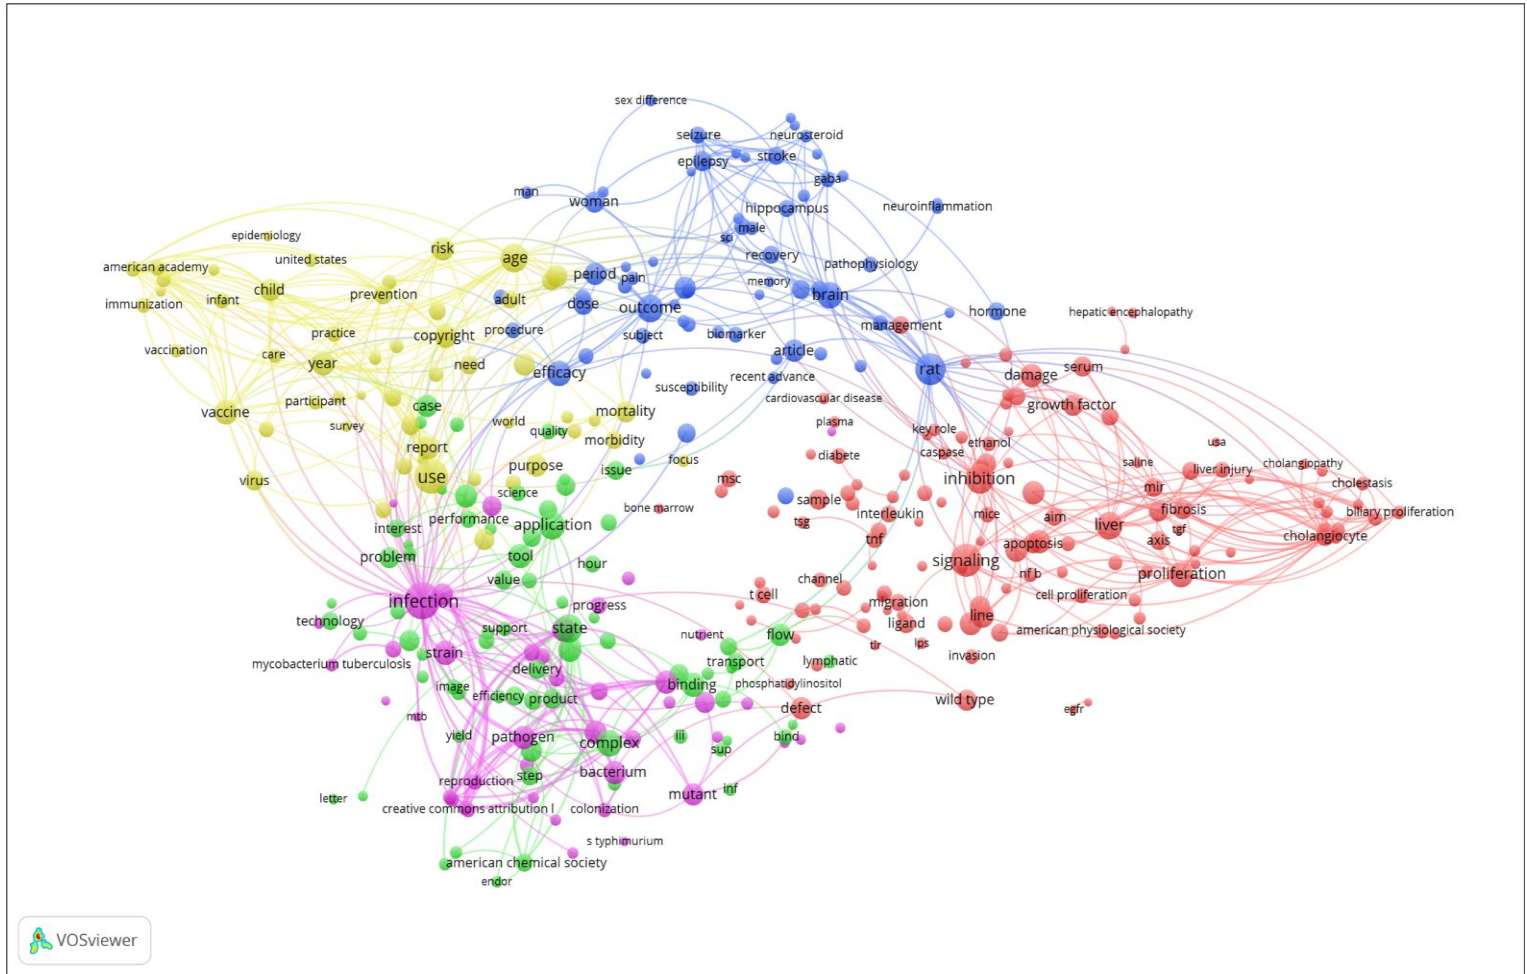 sex difference
seizure
neurosteroid
epilepsy
stroke
gaba
man
woman
hippocampus
neuroinflammation
male
sci
epidemiology
risk
age
recovery
united states
american academy
pathophysiology
period
pain
memory
child
prevention
adult
brain
immunization
infant
dose
outcome
hormone
hepatic encephalopathy
management
practice
copyright
procedure
subject
biomarker
vaccination
care
year
need
article
efficacy
rat
recent advance
damage
serum
susceptibility
participant
case
cardiovascular disease
growth factor
vaccine
mortality
world
plasma
survey
quality
key role
morbidity
ethanol
usa
report
caspase
diabete
focus
saline
cholangiopathy
purpose
issue
liver injury
use
virus
msc
inhibition
cholestasis
mir
science
sample
bone marrow
fibrosis
biliary proliferation
interleukin
mice
aim
performance
application
tsg
liver
interest
tgf
cholangiocyte
tnf
axis
apoptosis
problem
tool
hour
signaling
nf b
proliferation
value
channel
t cell
cell proliferation
infection
migration
progress
line
technology
ligand
support
state
american physiological society
nutrient
flow
tlr
lps
strain
invasion
mycobacterium tuberculosis
delivery
transport
lymphatic
image
binding
phosphatidylinositol
efficiency
product
wild type
defect
egfr
mtb
yield
pathogen
complex
iii
bind
sup
bacterium
step
reproduction
inf
mutant
letter
creative commons attribution l
colonization
s typhimurium
american chemical society
endor
VOSviewer